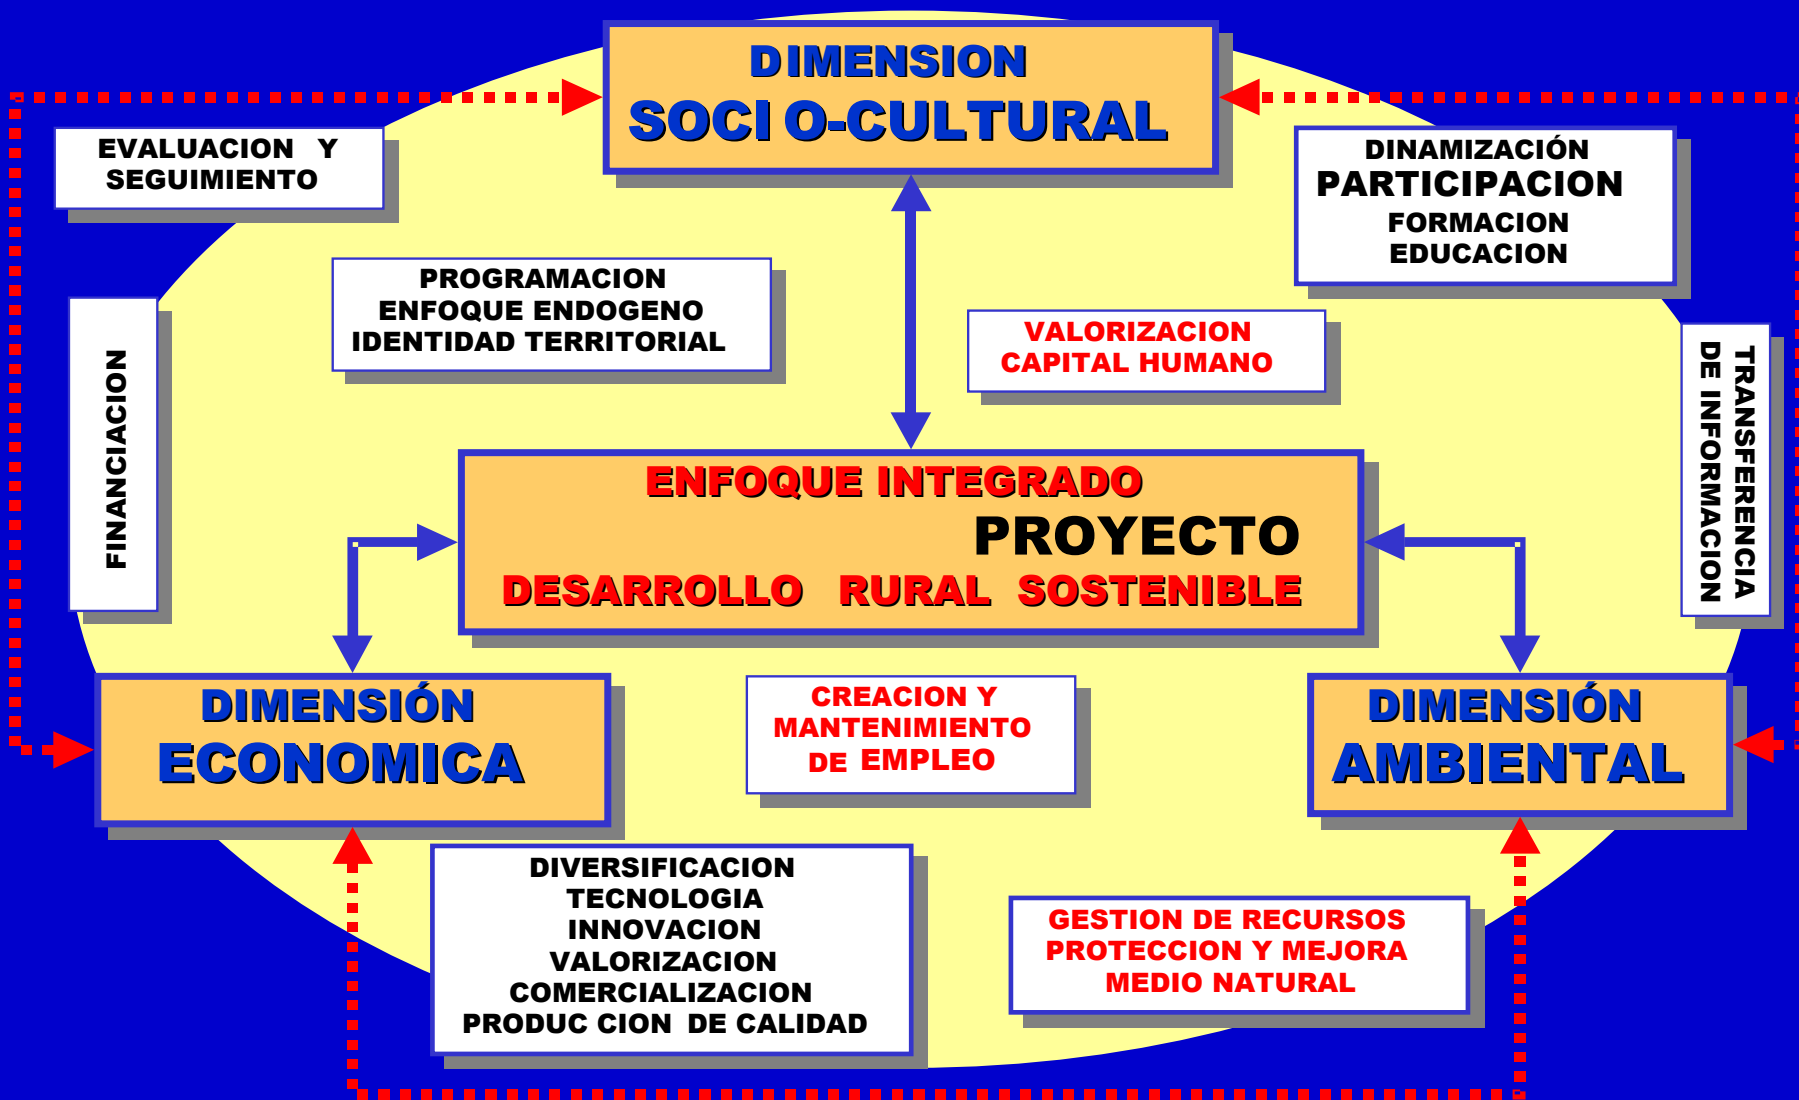 DIMENSION
SOCIO-CULTURAL
EVALUACION Y
SEGUIMIENTO
DINAMIZACIÓN
PARTICIPACION
FORMACION
EDUCACION
PROGRAMACION
ENFOQUE ENDOGENO
IDENTIDAD TERRITORIAL
VALORIZACION
CAPITAL HUMANO
FINANCIACION
TRANSFERENCIA
DE INFORMACION
ENFOQUE INTEGRADO
PROYECTO
DESARROLLO RURAL SOSTENIBLE
DIMENSIÓN
ECONOMICA
CREACION Y
MANTENIMIENTO
DE EMPLEO
DIMENSIÓN
AMBIENTAL
DIVERSIFICACION
TECNOLOGIA
INNOVACION
VALORIZACION
COMERCIALIZACION
PRODUC CION DE CALIDAD
GESTION DE RECURSOS
PROTECCION Y MEJORA
MEDIO NATURAL